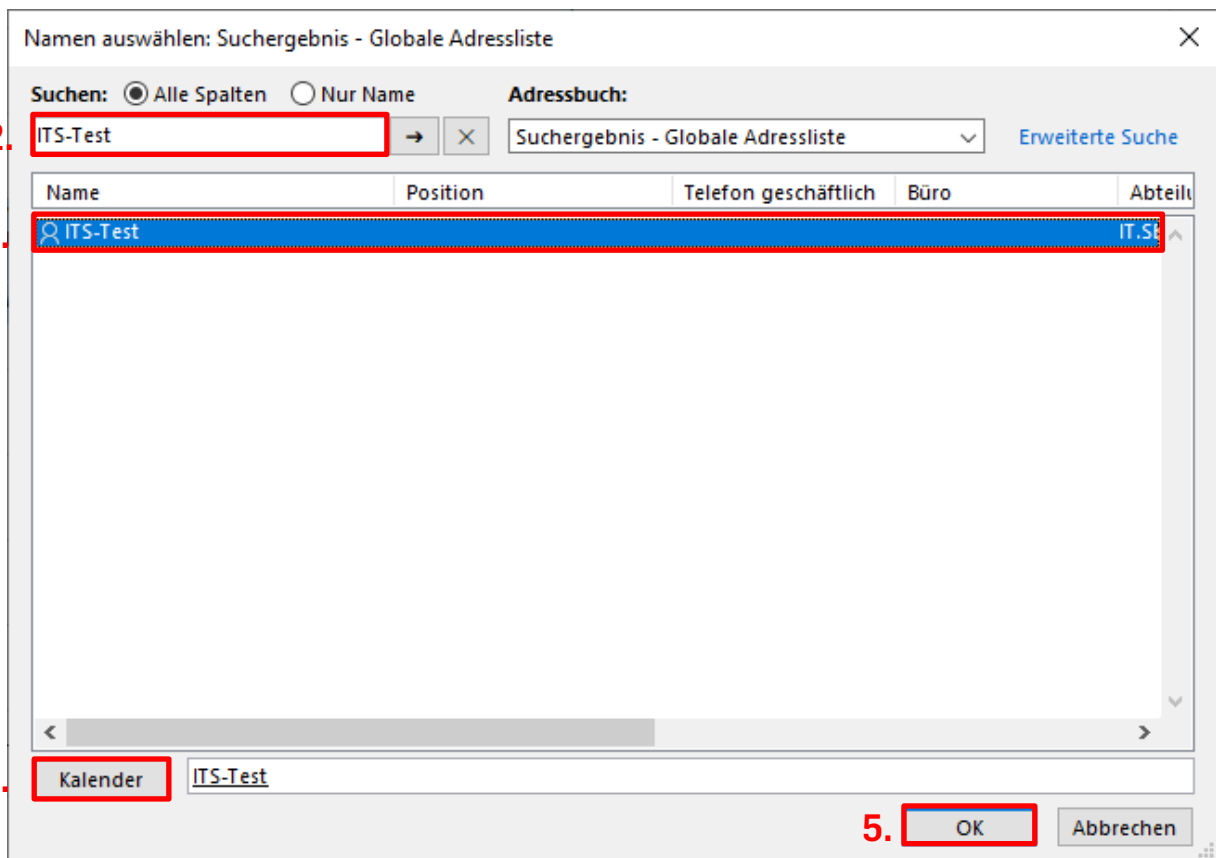 Namen auswählen: Suchergebnis - Globale Adressliste
Suchen: Alle Spalten Nur Name Adressbuch:
2. ITS-Test Suchergebnis - Globale Adressliste Erweiterte Suche
Name Position Telefon geschäftlich Büro
ITS-Test
Kalender ITS-Test
5. OK Abbrechen